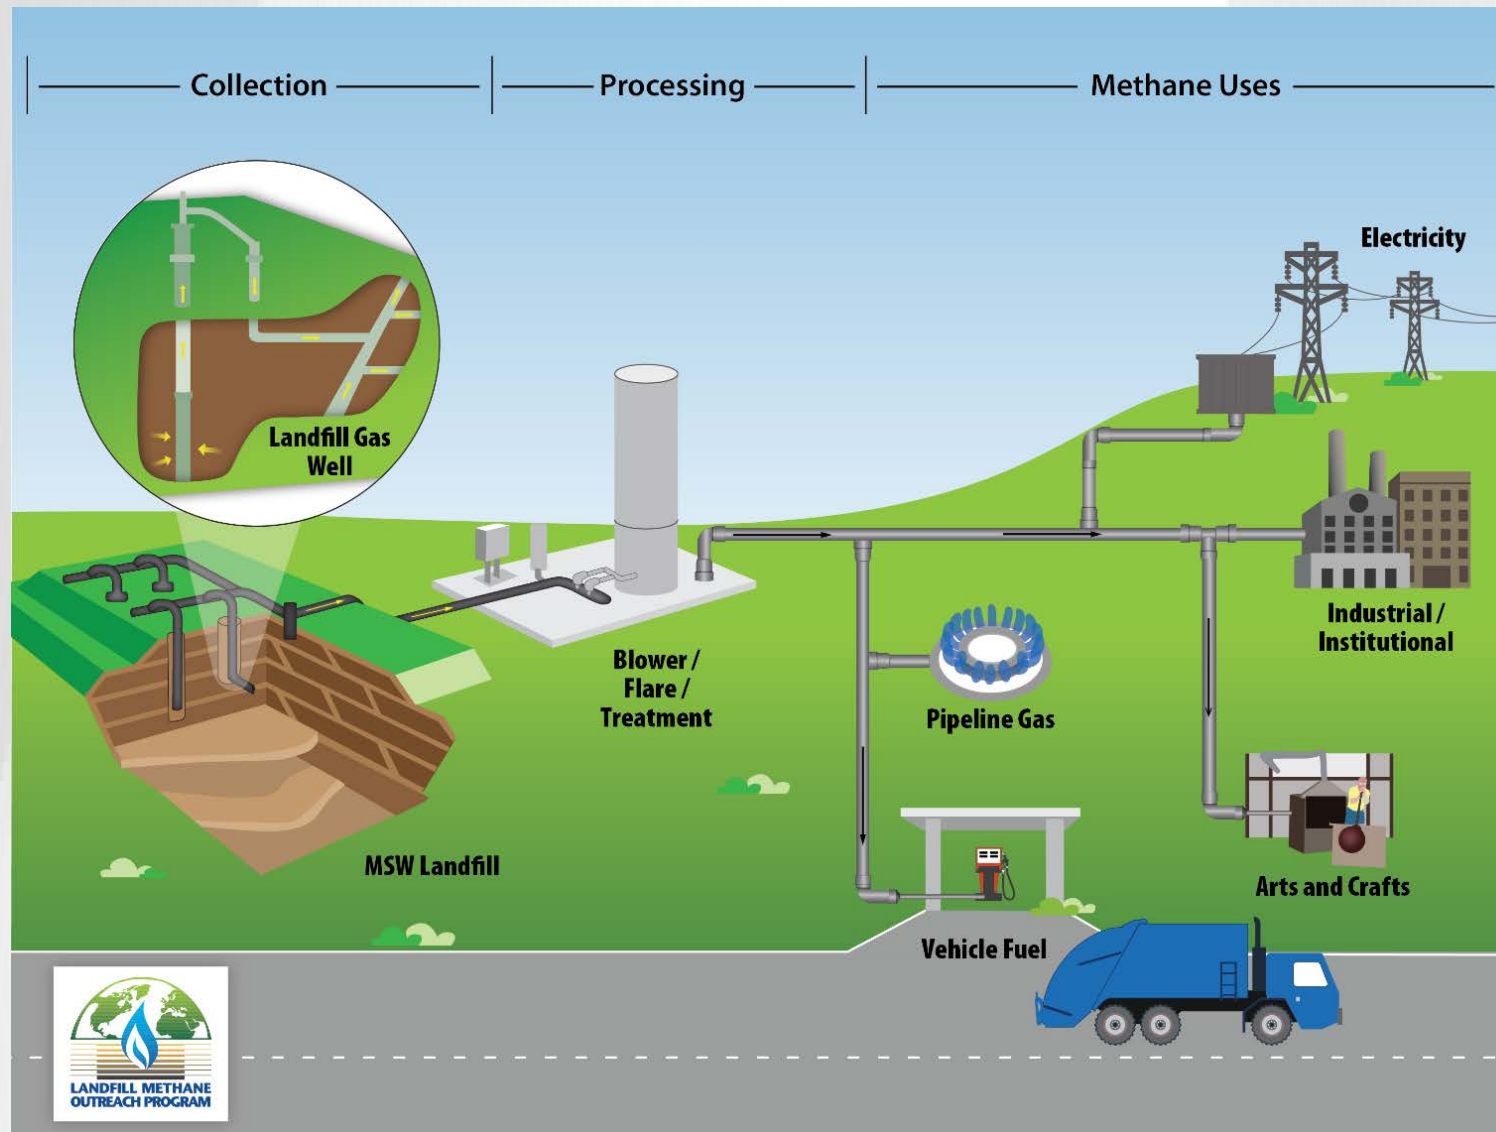 Collection
Processing
Methane Uses
Electricity
Landfill Gas
Well
Industrial /
Institutional
Blower /
Flare /
Treatment
Pipeline Gas
MSW Landfill
Arts and Crafts
Vehicle Fuel
LANDFILL METHANE
OUTREACH PROGRAM